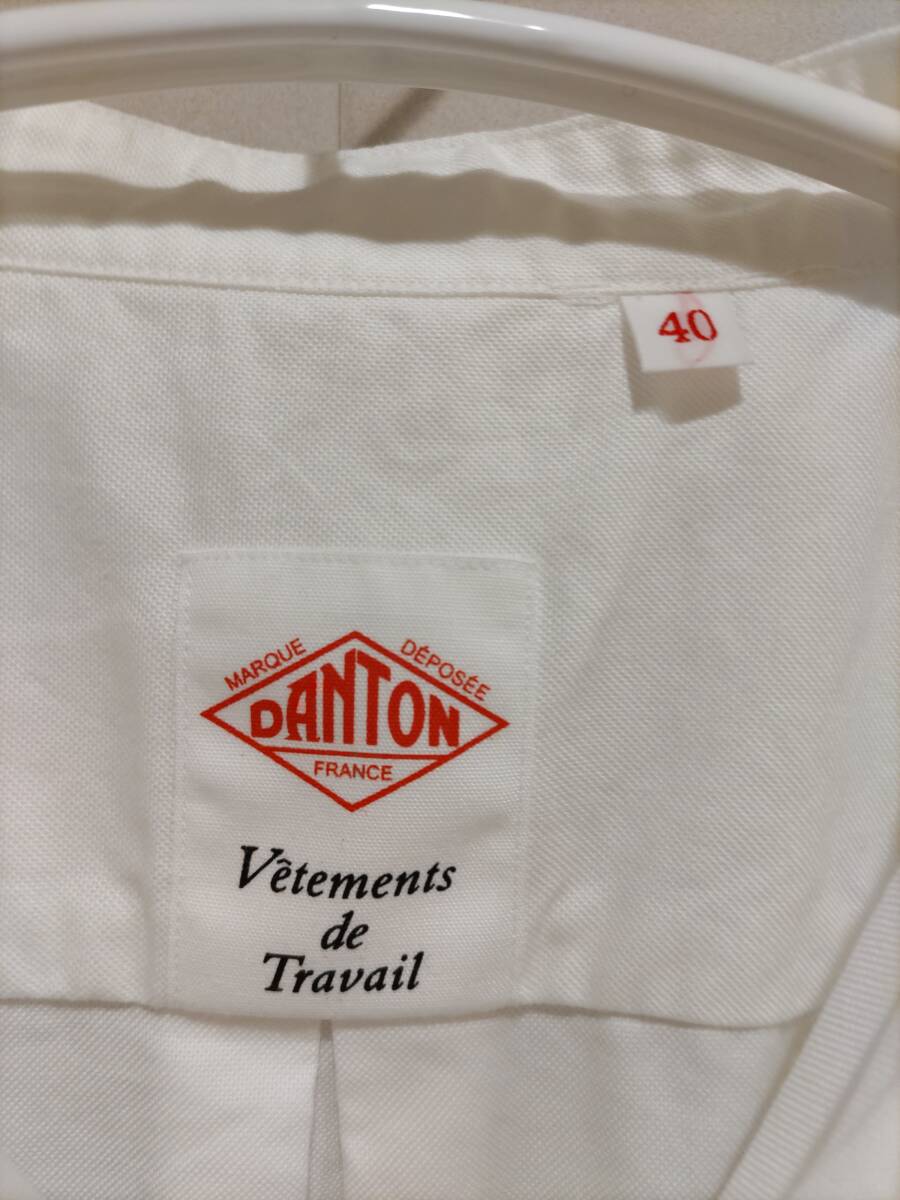 40
MARQUE DÉPOSÉE
DANTON
FRANCE
Vêtements
de
Travail